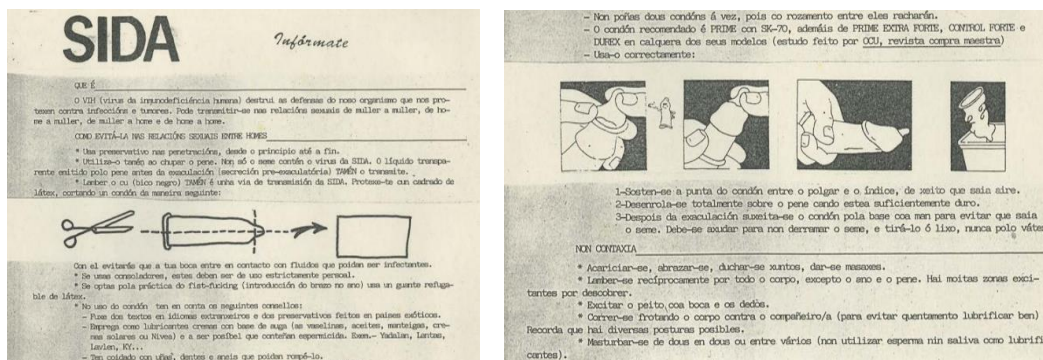 SIDA
Infórmate
QUE É
O VIH (virus da inmunodeficiéncia humana) destruí as defensas do noso organismo que nos pro-
texen contra infeccións e tumores. Pode transmitir-se nas relacións sexuais de muller a muller, de ho-
me a muller, de muller a home e de home a home.
COMO EVITÁ-LA NAS RELACIÓNS SEXUAIS ENTRE HOMES
* Usa preservativo nas penetracións, desde o principio até a fin.
* Utiliza-o tamén ao chupar o pene. Non só o seme contén o virus da SIDA. O líquido transpa-
rente emitido polo pene antes da exaculación (secreción pre-exaculatória) TAMÉN o transmite.
* Lamber o cu (bico negro) TAMÉN é unha via de transmisión da SIDA. Protexe-te cun cadrado de
látex, cortando un condón da maneira seguinte:
Con el evitarás que a tua boca entre en contacto con fluidos que poidan ser infectantes.
* Se usas consoladores, estes deben ser de uso estrictamente persoal.
* Se optas pola práctica do fist-fucking (introducción do brazo no ano) usa un guante refuga-
ble de látex.
* No uso do condón ten en conta os seguintes consellos:
- Fuxe dos textos en idiomas extranxeiros e dos preservativos feitos en países exóticos.
- Emprega como lubricantes cremas con base de auga (as vaselinas, aceites, manteigas, cre-
mas solares ou Nivea) e a ser posíbel que conteñan espermicida. Exem.- Yadalan, Lantas,
Lavien, KY...
- Ten coidado con uñas, dentes e aneis que poidan rompé-lo.
- Non poñas dous condóns á vez, pois co rozamento entre eles racharán.
- O condón recomendado é PRIME con SK-70, ademáis de PRIME EXTRA FORTE, CONTROL FORTE e
DUREX en calquera dos seus modelos (estudo feito por OCU, revista compra maestra)
- Usa-o correctamente:
1-Sosten-se a punta do condón entre o polgar e o índice, de xeito que saia aire.
2-Desenrola-se totalmente sobre o pene cando estea suficientemente duro.
3-Despois da exaculación suxeita-se o condón pola base coa man para evitar que saia
o seme. Debe-se axudar para non derramar o seme, e tirá-lo ó lixo, nunca polo váter
NON CONTAXIA
* Acariciar-se, abrazar-se, duchar-se xuntos, dar-se masaxes.
* Lamber-se recíprocamente por todo o corpo, excepto o ano e o pene. Hai moitas zonas exci-
tantes por descobrer.
* Excitar o peito coa boca e os dedos.
* Correr-se frotando o corpo contra o compañeiro/a (para evitar quentamento lubrificar ben)
Recorda que hai diversas posturas posibles.
* Masturbar-se de dous en dous ou entre vários (non utilizar esperma nin saliva como lubrifi
cantes).